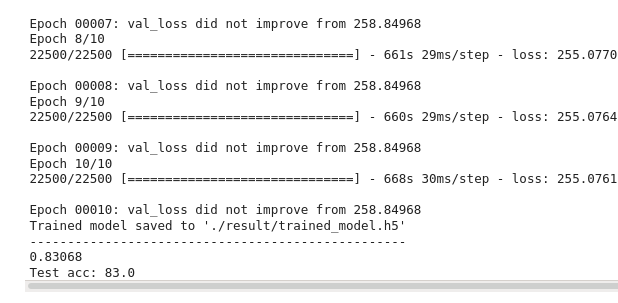 Epoch 00007: val_loss did not improve from 258.84968
Epoch 8/10
22500/22500 [==============================] - 661s 29ms/step - loss: 255.0770
Epoch 00008: val_loss did not improve from 258.84968
Epoch 9/10
22500/22500 [==============================] - 660s 29ms/step - loss: 255.0764
Epoch 00009: val_loss did not improve from 258.84968
Epoch 10/10
22500/22500 [==============================] - 668s 30ms/step - loss: 255.0761
Epoch 00010: val_loss did not improve from 258.84968
Trained model saved to './result/trained_model.h5'
--------------------------------------------------
0.83068
Test acc: 83.0